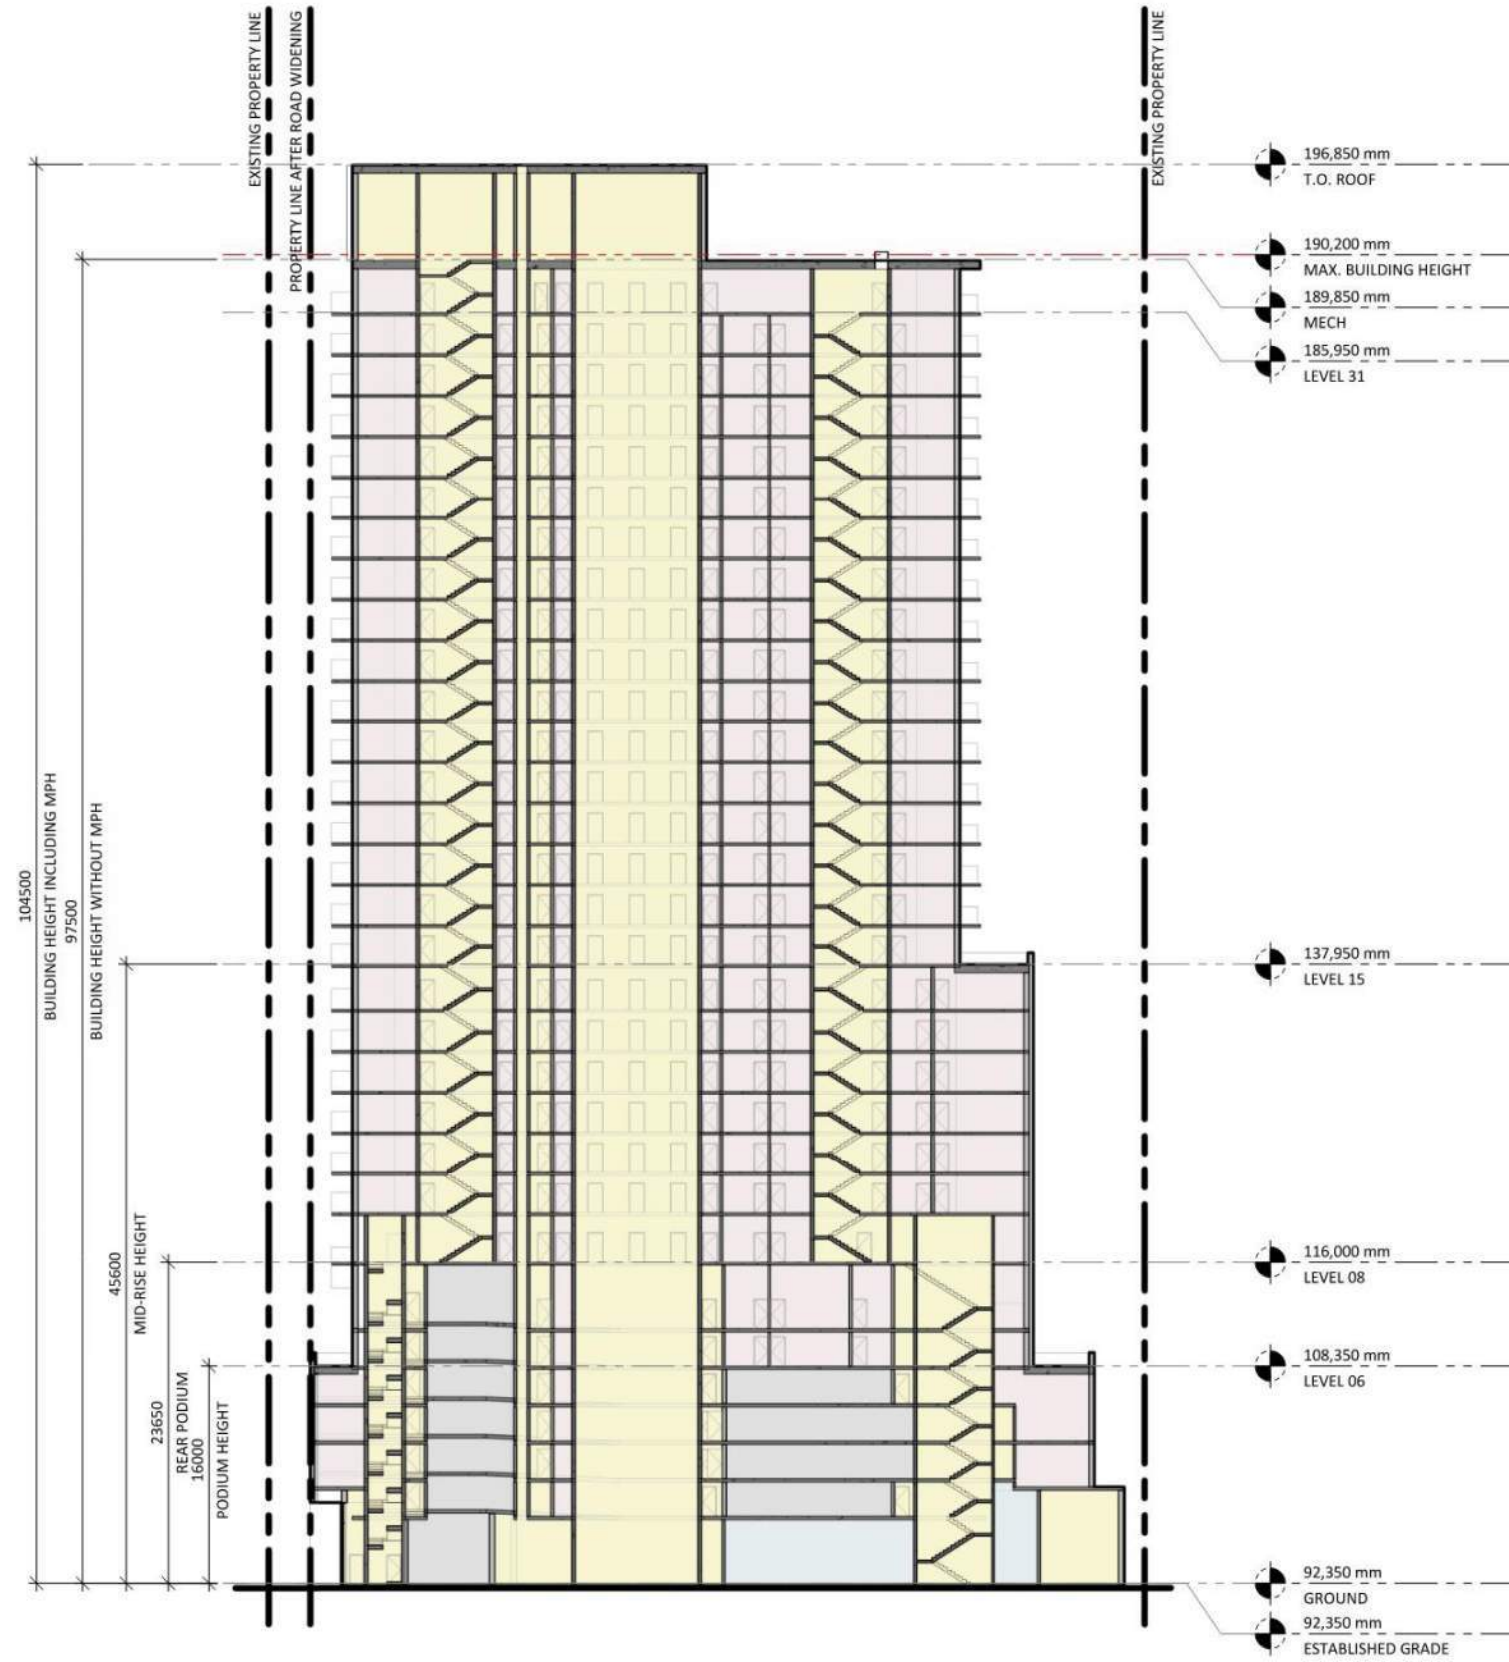 EXISTING PROPERTY LINE
PROPERTY LINE AFTER ROAD WIDENING
EXISTING PROPERTY LINE
196,850 mm
T.O. ROOF
190,200 mm
MAX. BUILDING HEIGHT
189,850 mm
MECH
185,950 mm
LEVEL 31
104500
BUILDING HEIGHT INCLUDING MPH
97500
BUILDING HEIGHT WITHOUT MPH
137,950 mm
LEVEL 15
45600
MID-RISE HEIGHT
116,000 mm
LEVEL 08
108,350 mm
LEVEL 06
23650
REAR PODIUM
16000
PODIUM HEIGHT
92,350 mm
GROUND
92,350 mm
ESTABLISHED GRADE